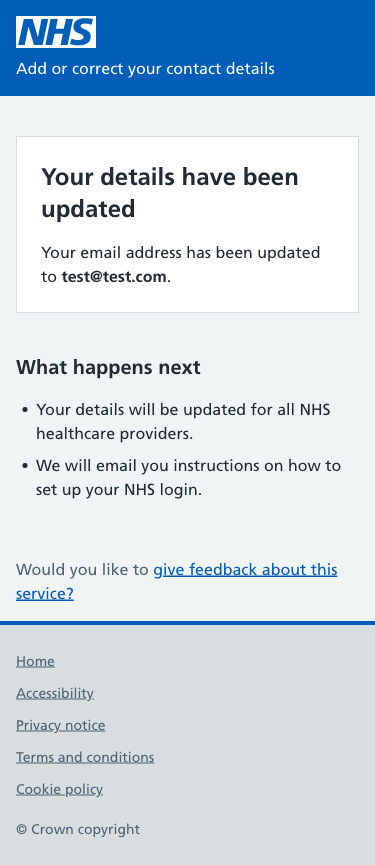 NHS
Add or correct your contact details
Your details have been
updated
Your email address has been updated
to test@test.com.
What happens next
• Your details will be updated for all NHS
healthcare providers.
• We will email you instructions on how to
set up your NHS login.
Would you like to give feedback about this
service?
Home
Accessibility
Privacy notice
Terms and conditions
Cookie policy
© Crown copyright